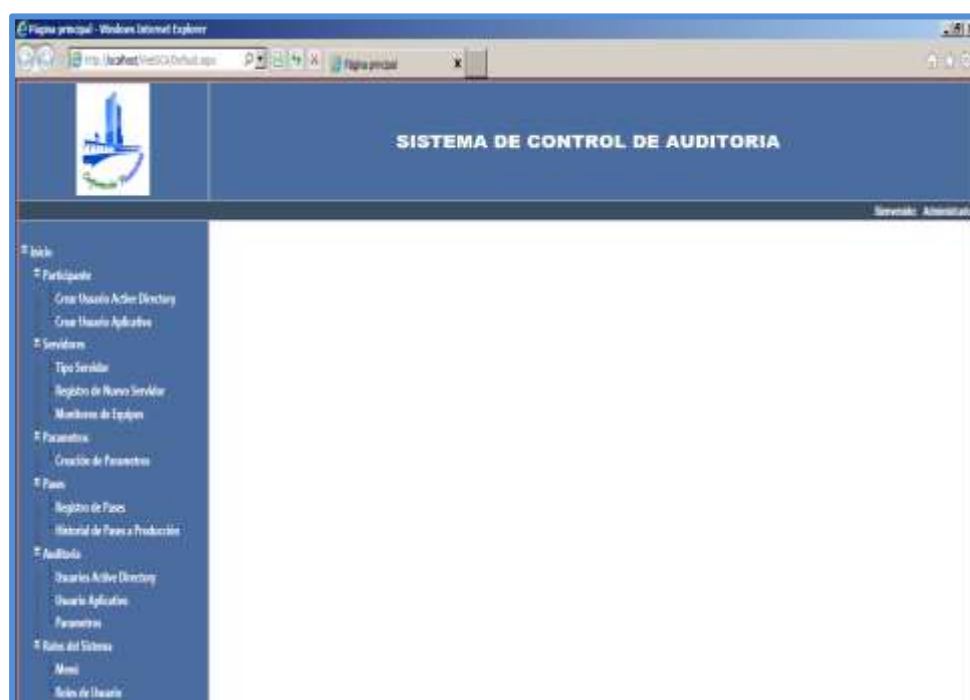 Página principal - Windows Internet Explorer
Página principal
SISTEMA DE CONTROL DE AUDITORIA
Bienvenido
Inicio
Participante
Crear Usuario Active Directory
Crear Usuario Aplicativo
Servidores
Tipo Servidor
Registro de Nuevo Servidor
Monitoreo de Equipos
Parametros
Creación de Parametros
Pases
Registro de Pases
Historial de Pases a Producción
Auditoria
Usuarios Active Directory
Usuario Aplicativo
Parametros
Roles del Sistema
Menú
Roles de Usuario